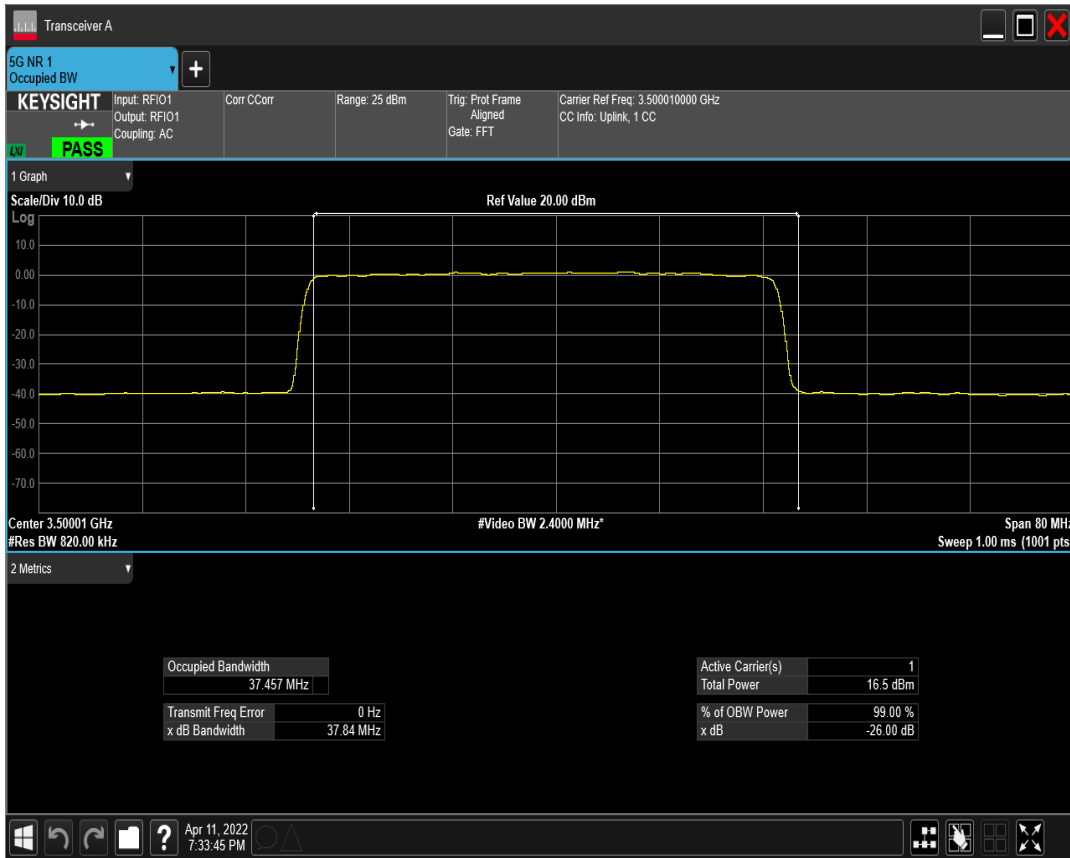 Transceiver A
5G NR 1
Occupied BW
KEYSIGHT
LXI
PASS
Input: RFIO1
Output: RFIO1
Coupling: AC
Corr CCorr
Range: 25 dBm
Trig: Prot Frame
Aligned
Gate: FFT
Carrier Ref Freq: 3.500010000 GHz
CC Info: Uplink, 1 CC
1 Graph
Scale/Div 10.0 dB
Ref Value 20.00 dBm
Log
10.0
0.00
-10.0
-20.0
-30.0
-40.0
-50.0
-60.0
-70.0
Center 3.50001 GHz
#Video BW 2.4000 MHz*
Span 80 MHz
#Res BW 820.00 kHz
Sweep 1.00 ms (1001 pts
2 Metrics
Occupied Bandwidth
37.457 MHz
Transmit Freq Error 0 Hz
x dB Bandwidth 37.84 MHz
Active Carrier(s) 1
Total Power 16.5 dBm
% of OBW Power 99.00 %
x dB -26.00 dB
Apr 11, 2022
7:33:45 PM